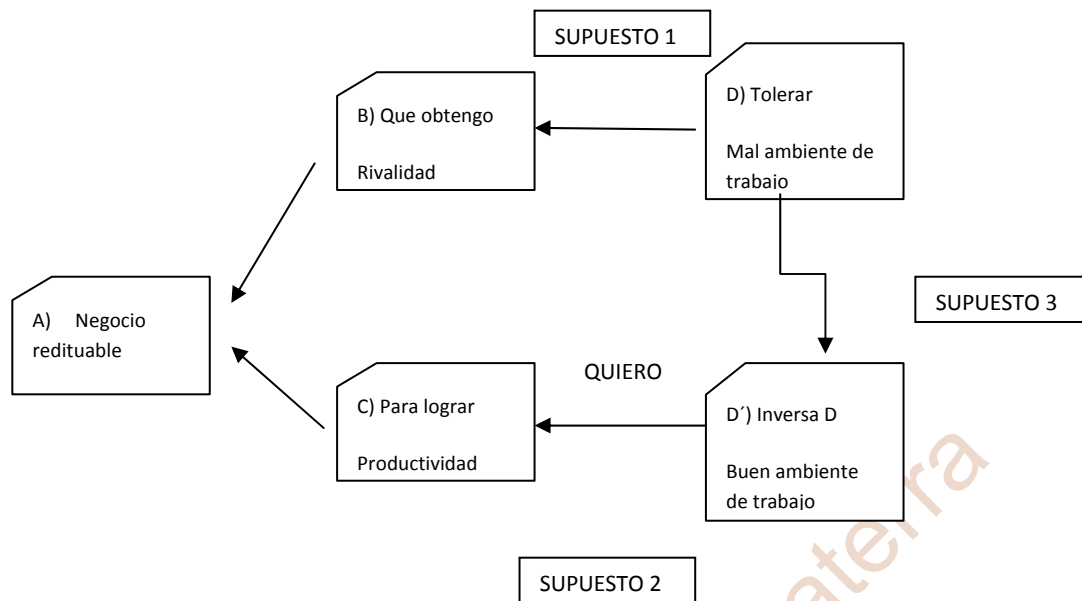 SUPUESTO 1
B) Que obtengo
Rivalidad
D) Tolerar
Mal ambiente de
trabajo
A) Negocio
redituable
SUPUESTO 3
QUIERO
C) Para lograr
Productividad
D´) Inversa D
Buen ambiente
de trabajo
SUPUESTO 2
aterra